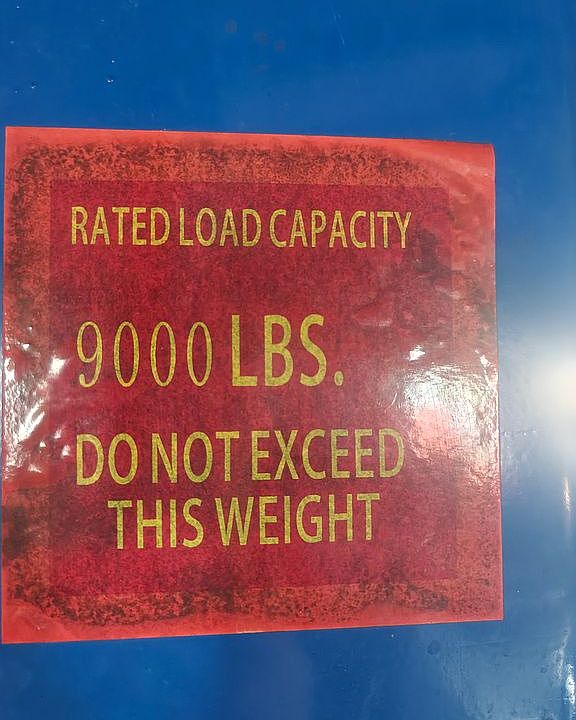 RATED LOAD CAPACITY
9000 LBS.
DO NOT EXCEED
THIS WEIGHT